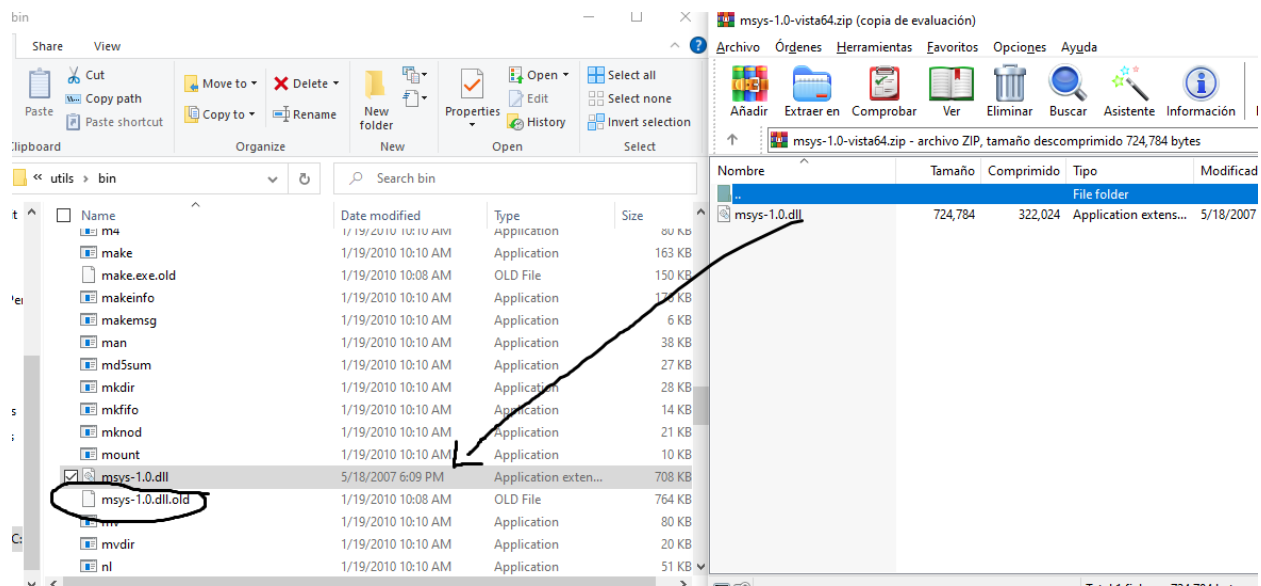 bin
Share View
Cut
Copy path
Paste
Paste shortcut
Move to
Copy to
Delete
Rename
New
folder
Properties
Open
Edit
History
Select all
Select none
Invert selection
Organize New Open Select
« utils > bin
Search bin
Name Date modified Type Size
m4 1/19/2010 10:10 AM Application 80 KB
make 1/19/2010 10:10 AM Application 163 KB
make.exe.old 1/19/2010 10:08 AM OLD File 150 KB
makeinfo 1/19/2010 10:10 AM Application KB
makemsg 1/19/2010 10:10 AM Application 6 KB
man 1/19/2010 10:10 AM Application 38 KB
md5sum 1/19/2010 10:10 AM Application 27 KB
mkdir 1/19/2010 10:10 AM Application 28 KB
mkfifo 1/19/2010 10:10 AM Application 14 KB
mknod 1/19/2010 10:10 AM Application 21 KB
mount 1/19/2010 10:10 AM Application 10 KB
msys-1.0.dll 5/18/2007 6:09 PM Application exten... 708 KB
msys-1.0.dll.old 1/19/2010 10:08 AM OLD File 764 KB
mv 1/19/2010 10:10 AM Application 80 KB
mvdir 1/19/2010 10:10 AM Application 20 KB
nl 1/19/2010 10:10 AM Application 51 KB
C:
msys-1.0-vista64.zip (copia de evaluación)
Archivo Órdenes Herramientas Favoritos Opciones Ayuda
Añadir Extraer en Comprobar Ver Eliminar Buscar Asistente Información
msys-1.0-vista64.zip - archivo ZIP, tamaño descomprimido 724,784 bytes
Nombre Tamaño Comprimido Tipo Modificad
.. File folder
msys-1.0.dll 724,784 322,024 Application extens... 5/18/2007